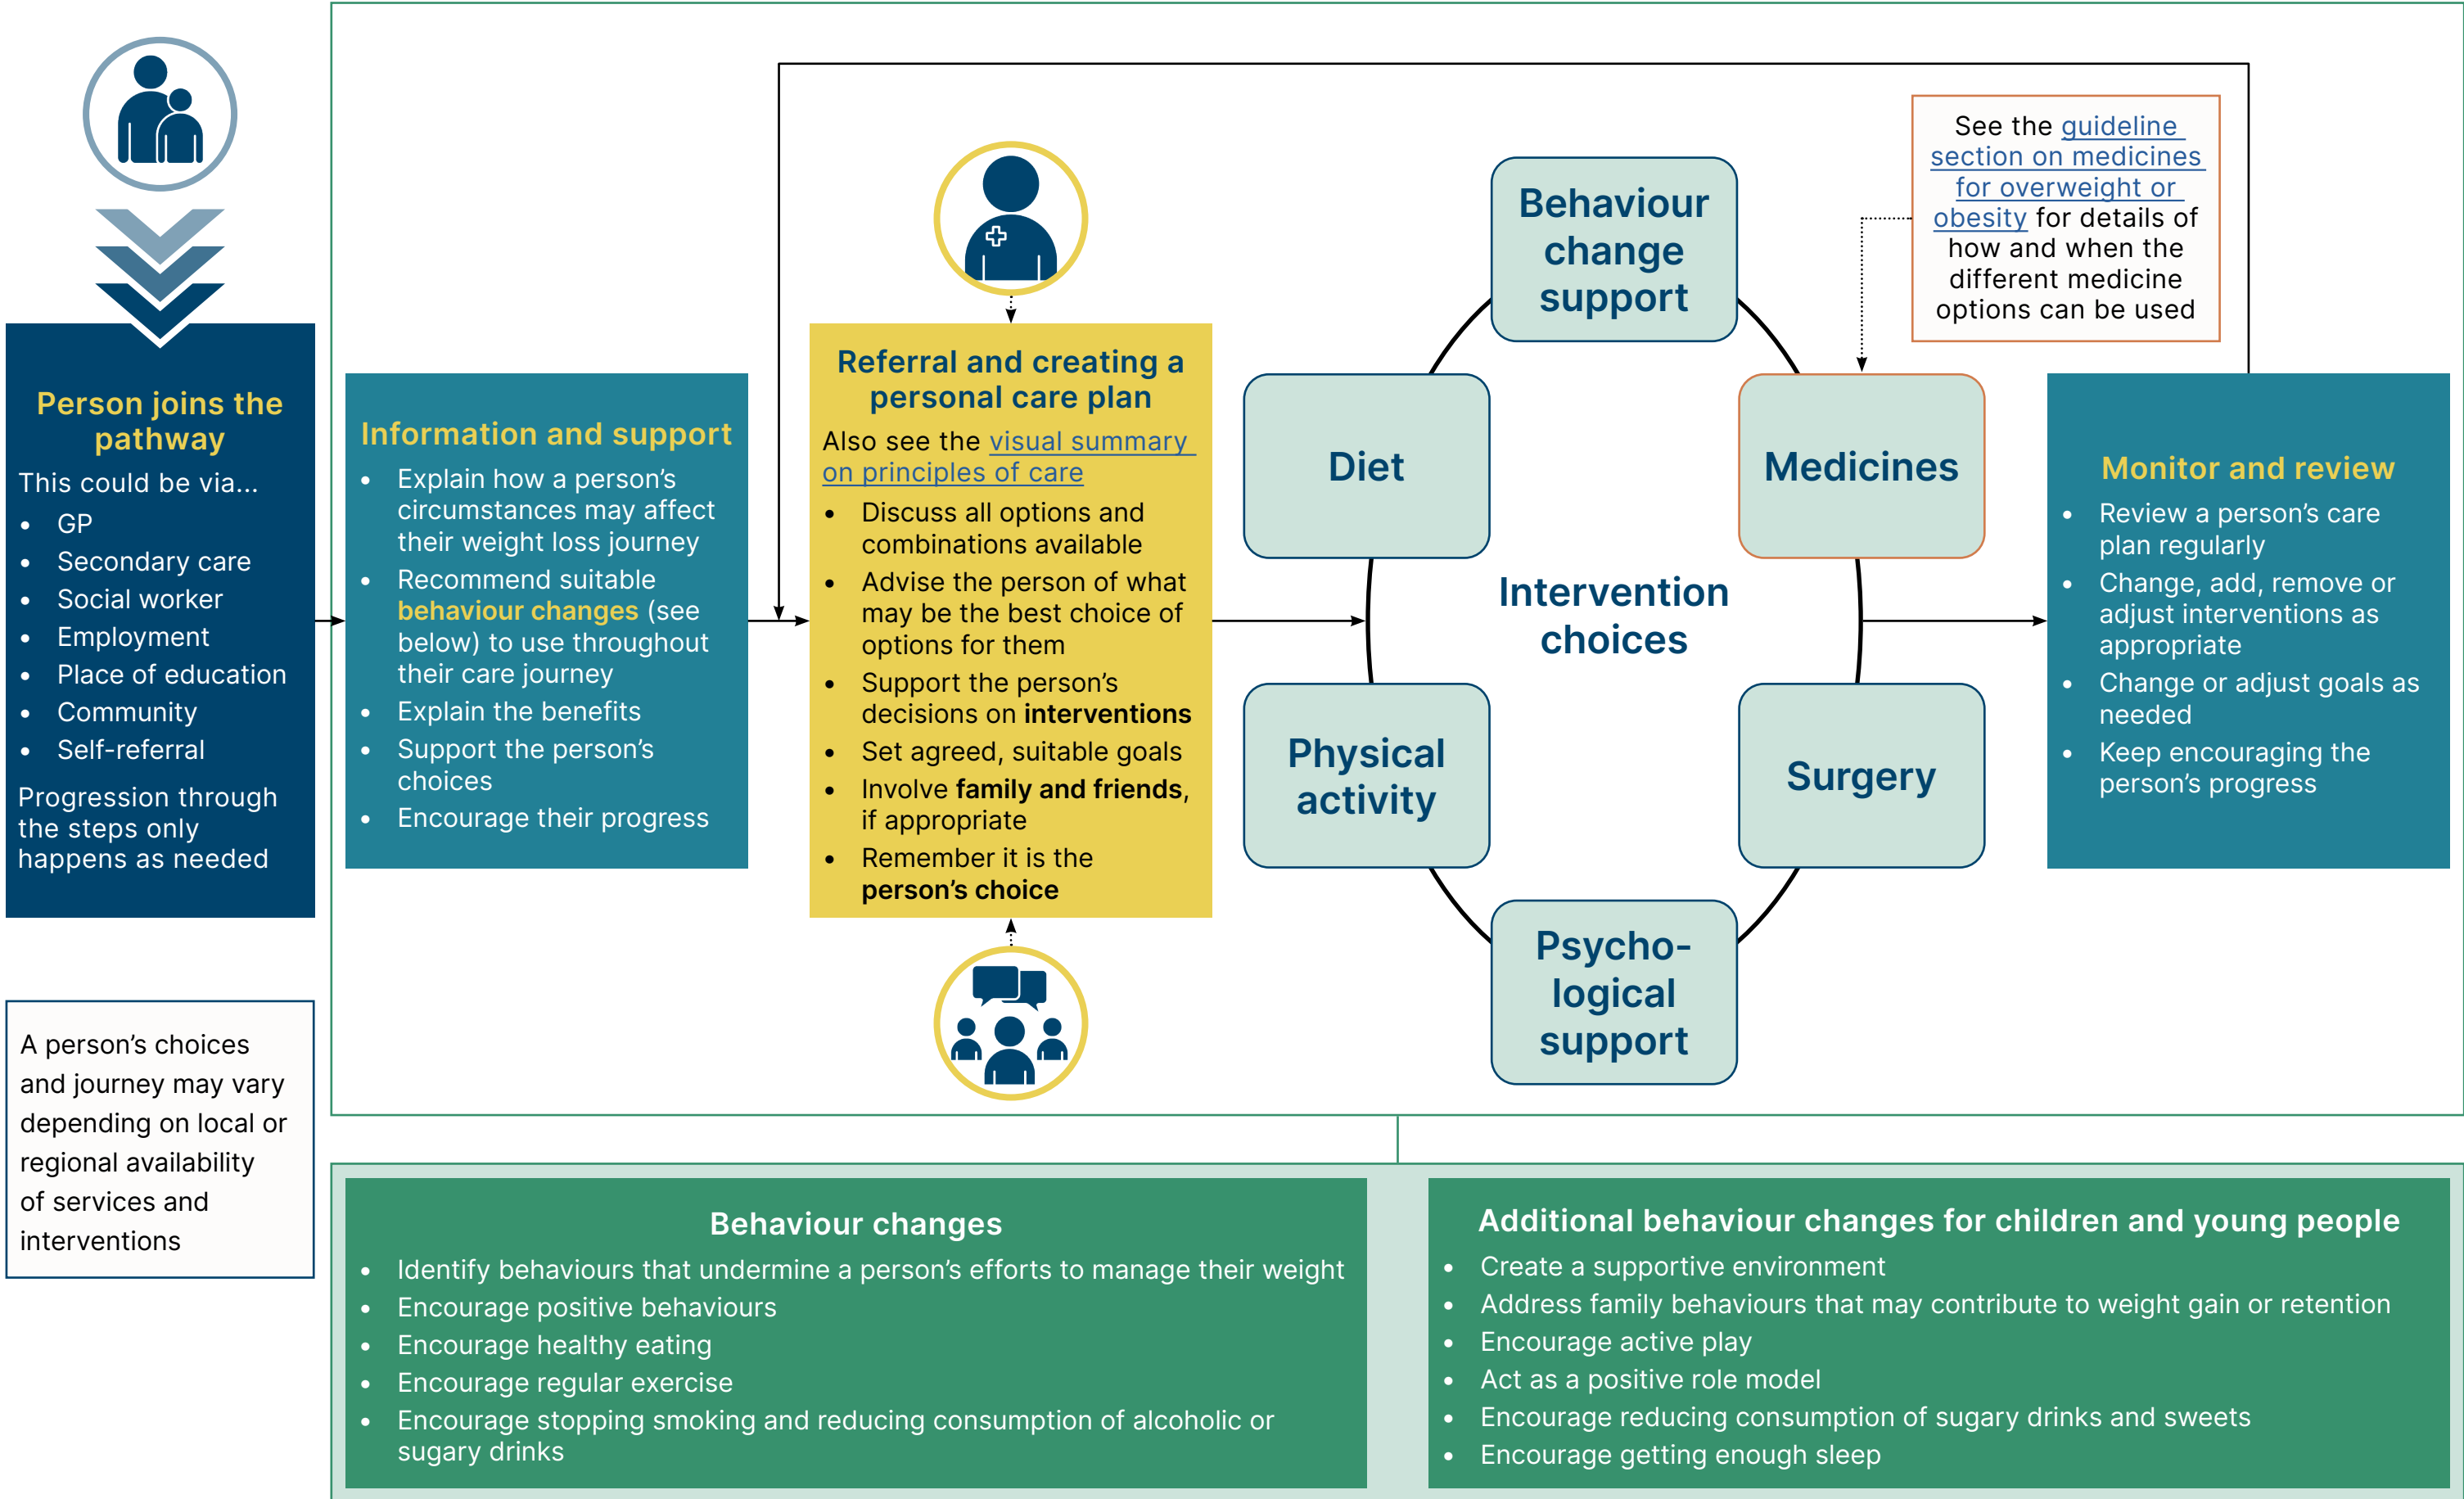 Person joins the
pathway
This could be via...
• GP
• Secondary care
• Social worker
• Employment
• Place of education
• Community
• Self-referral
Progression through
the steps only
happens as needed
A person’s choices
and journey may vary
depending on local or
regional availability
of services and
interventions
Information and support
• Explain how a person’s
circumstances may affect
their weight loss journey
• Recommend suitable
behaviour changes (see
below) to use throughout
their care journey
• Explain the benefits
• Support the person’s
choices
• Encourage their progress
Referral and creating a
personal care plan
Also see the visual summary
on principles of care
• Discuss all options and
combinations available
• Advise the person of what
may be the best choice of
options for them
• Support the person’s
decisions on interventions
• Set agreed, suitable goals
• Involve family and friends,
if appropriate
• Remember it is the
person’s choice
Intervention
choices
Behaviour
change
support
Diet
Medicines
Physical
activity
Surgery
Psycho-
logical
support
See the guideline
section on medicines
for overweight or
obesity for details of
how and when the
different medicine
options can be used
Monitor and review
• Review a person’s care
plan regularly
• Change, add, remove or
adjust interventions as
appropriate
• Change or adjust goals as
needed
• Keep encouraging the
person’s progress
Behaviour changes
• Identify behaviours that undermine a person’s efforts to manage their weight
• Encourage positive behaviours
• Encourage healthy eating
• Encourage regular exercise
• Encourage stopping smoking and reducing consumption of alcoholic or
sugary drinks
Additional behaviour changes for children and young people
• Create a supportive environment
• Address family behaviours that may contribute to weight gain or retention
• Encourage active play
• Act as a positive role model
• Encourage reducing consumption of sugary drinks and sweets
• Encourage getting enough sleep